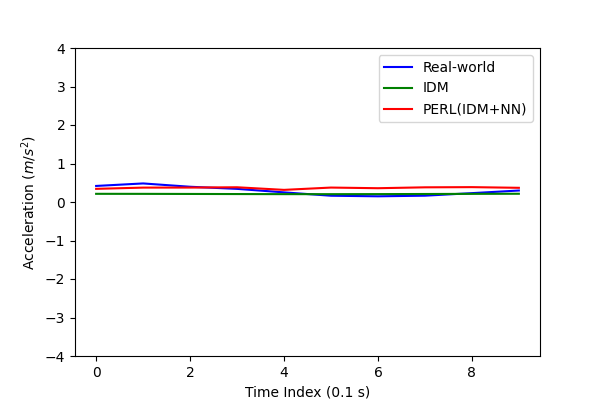 Real-world
IDM
PERL(IDM+NN)
4
3
2
1
0
−1
−2
−3
−4
Acceleration (m/s²)
0 2 4 6 8
Time Index (0.1 s)